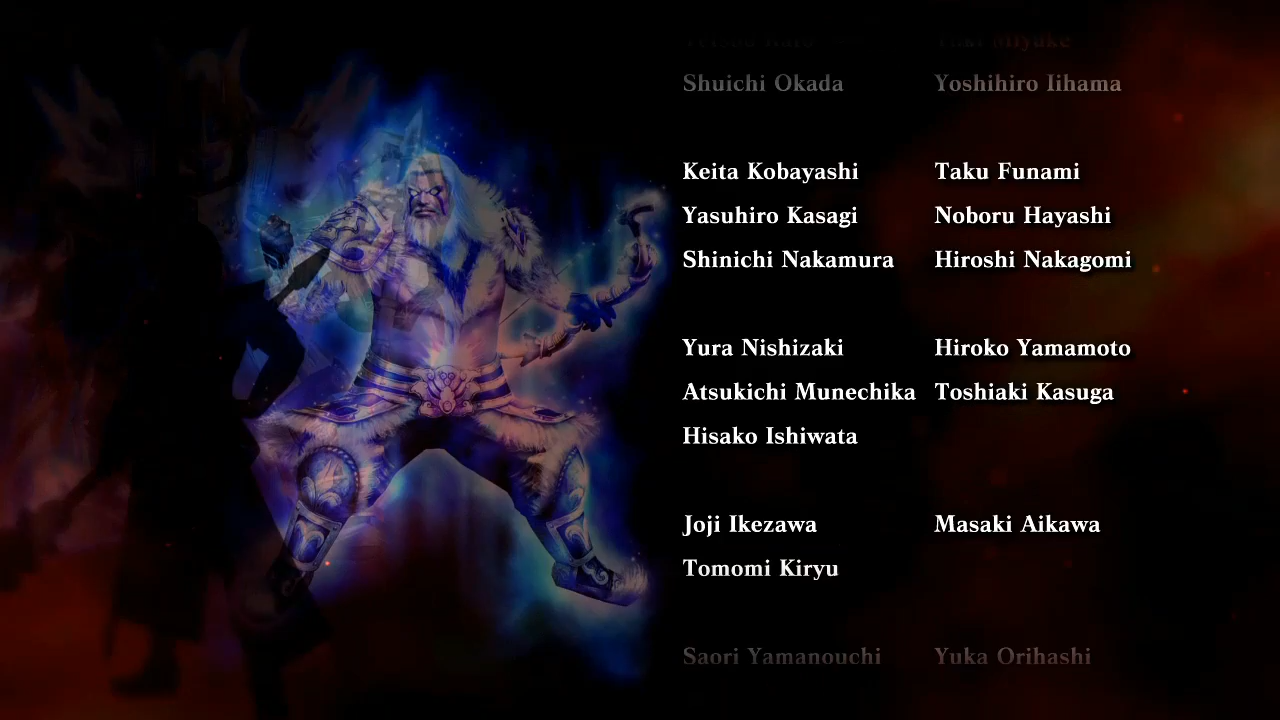 Shuichi Okada Yoshihiro Iihama
Keita Kobayashi Taku Funami
Yasuhiro Kasagi Noboru Hayashi
Shinichi Nakamura Hiroshi Nakagomi
Yura Nishizaki Hiroko Yamamoto
Atsukichi Munechika Toshiaki Kasuga
Hisako Ishiwata
Joji Ikezawa Masaki Aikawa
Tomomi Kiryu
Saori Yamanouchi Yuka Orihashi